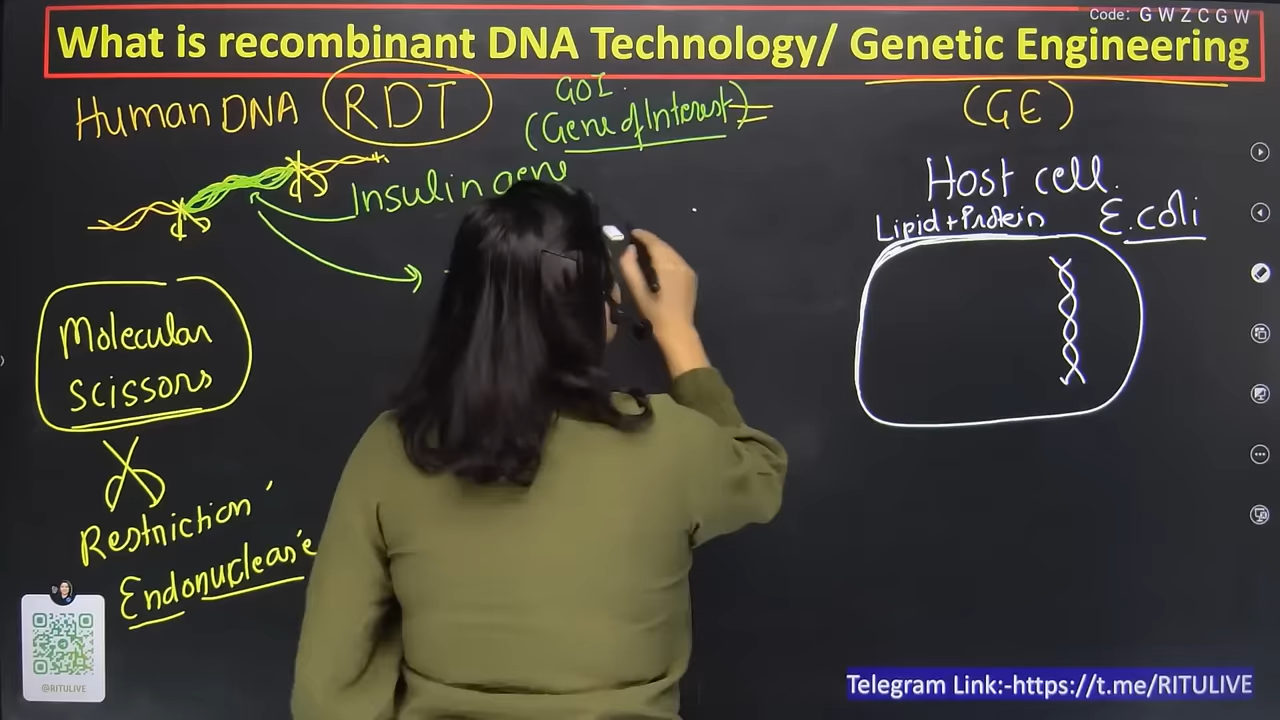 Code: G W Z C G W
What is recombinant DNA Technology/ Genetic Engineering
Human DNA
RDT
GOI.
(Gene of Interest)
(GE)
Insulin gene
Host cell.
Lipid + Protein
E.coli
Molecular
Scissors
Restriction
Endonuclease
@RITULIVE
Telegram Link:-https://t.me/RITULIVE